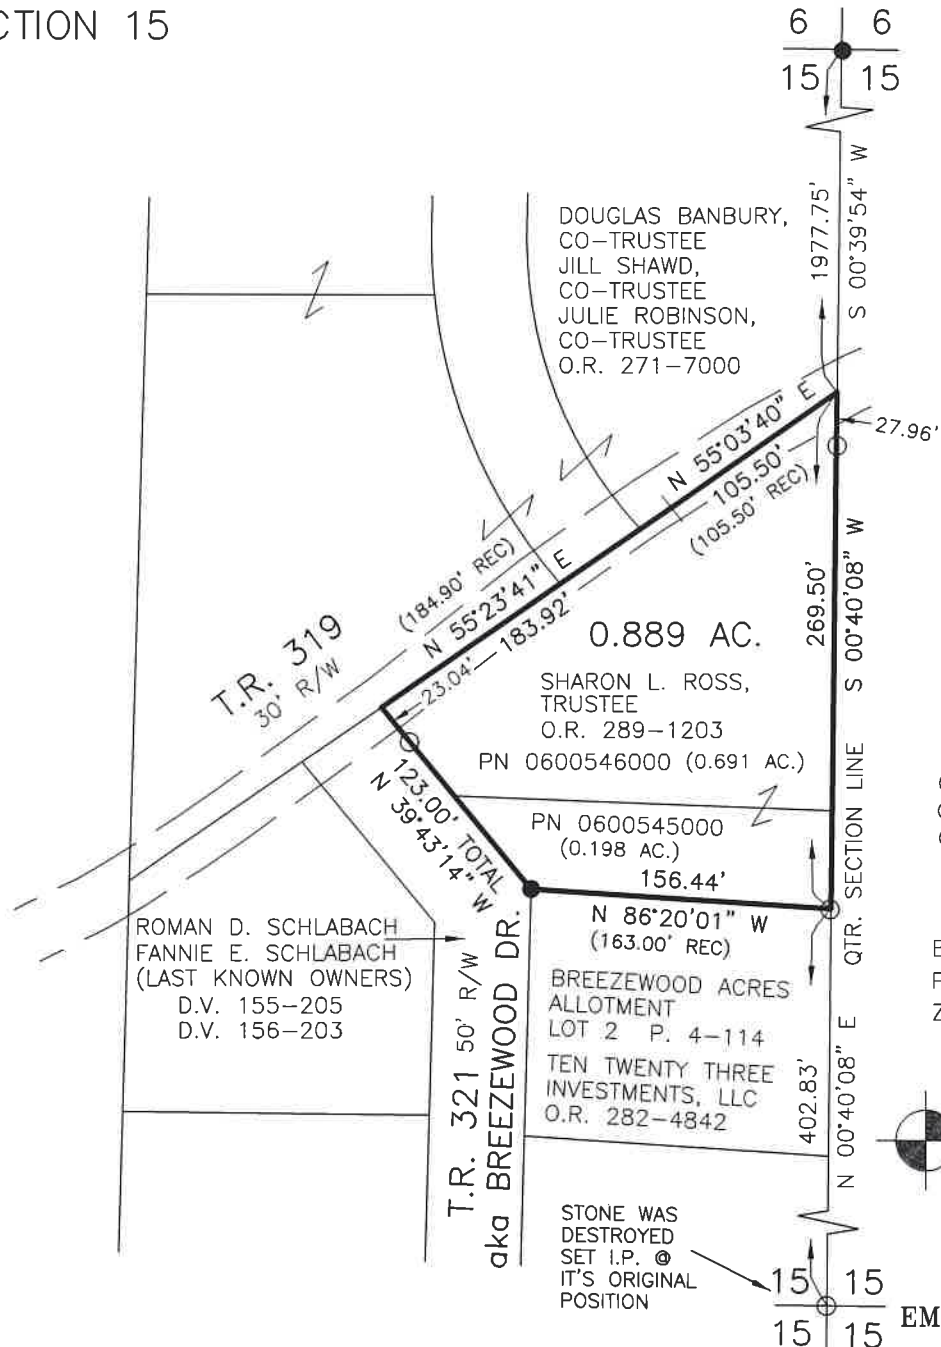 CTION 15
6 6
15 15
S 00°39'54" W
1977.75'
DOUGLAS BANBURY,
CO-TRUSTEE
JILL SHAWD,
CO-TRUSTEE
JULIE ROBINSON,
CO-TRUSTEE
O.R. 271-7000
27.96'
N 55°03'40" E
105.50'
(105.50' REC)
(184.90' REC)
N 55°23'41" E
183.92'
23.04'
T.R. 319
30' R/W
0.889 AC.
269.50'
S 00°40'08" W
SHARON L. ROSS,
TRUSTEE
O.R. 289-1203
PN 0600546000 (0.691 AC.)
PN 0600545000
(0.198 AC.)
156.44'
N 86°20'01" W
(163.00' REC)
123.00' TOTAL
N 39°43'14" W
QTR. SECTION LINE
ROMAN D. SCHLABACH
FANNIE E. SCHLABACH
(LAST KNOWN OWNERS)
D.V. 155-205
D.V. 156-203
T.R. 321 50' R/W
aka BREEZEWOOD DR.
BREEZEWOOD ACRES
ALLOTMENT
LOT 2 P. 4-114
TEN TWENTY THREE
INVESTMENTS, LLC
O.R. 282-4842
402.83'
N 00°40'08" E
STONE WAS
DESTROYED
SET I.P. @
IT'S ORIGINAL
POSITION
15 15
15 15
EM